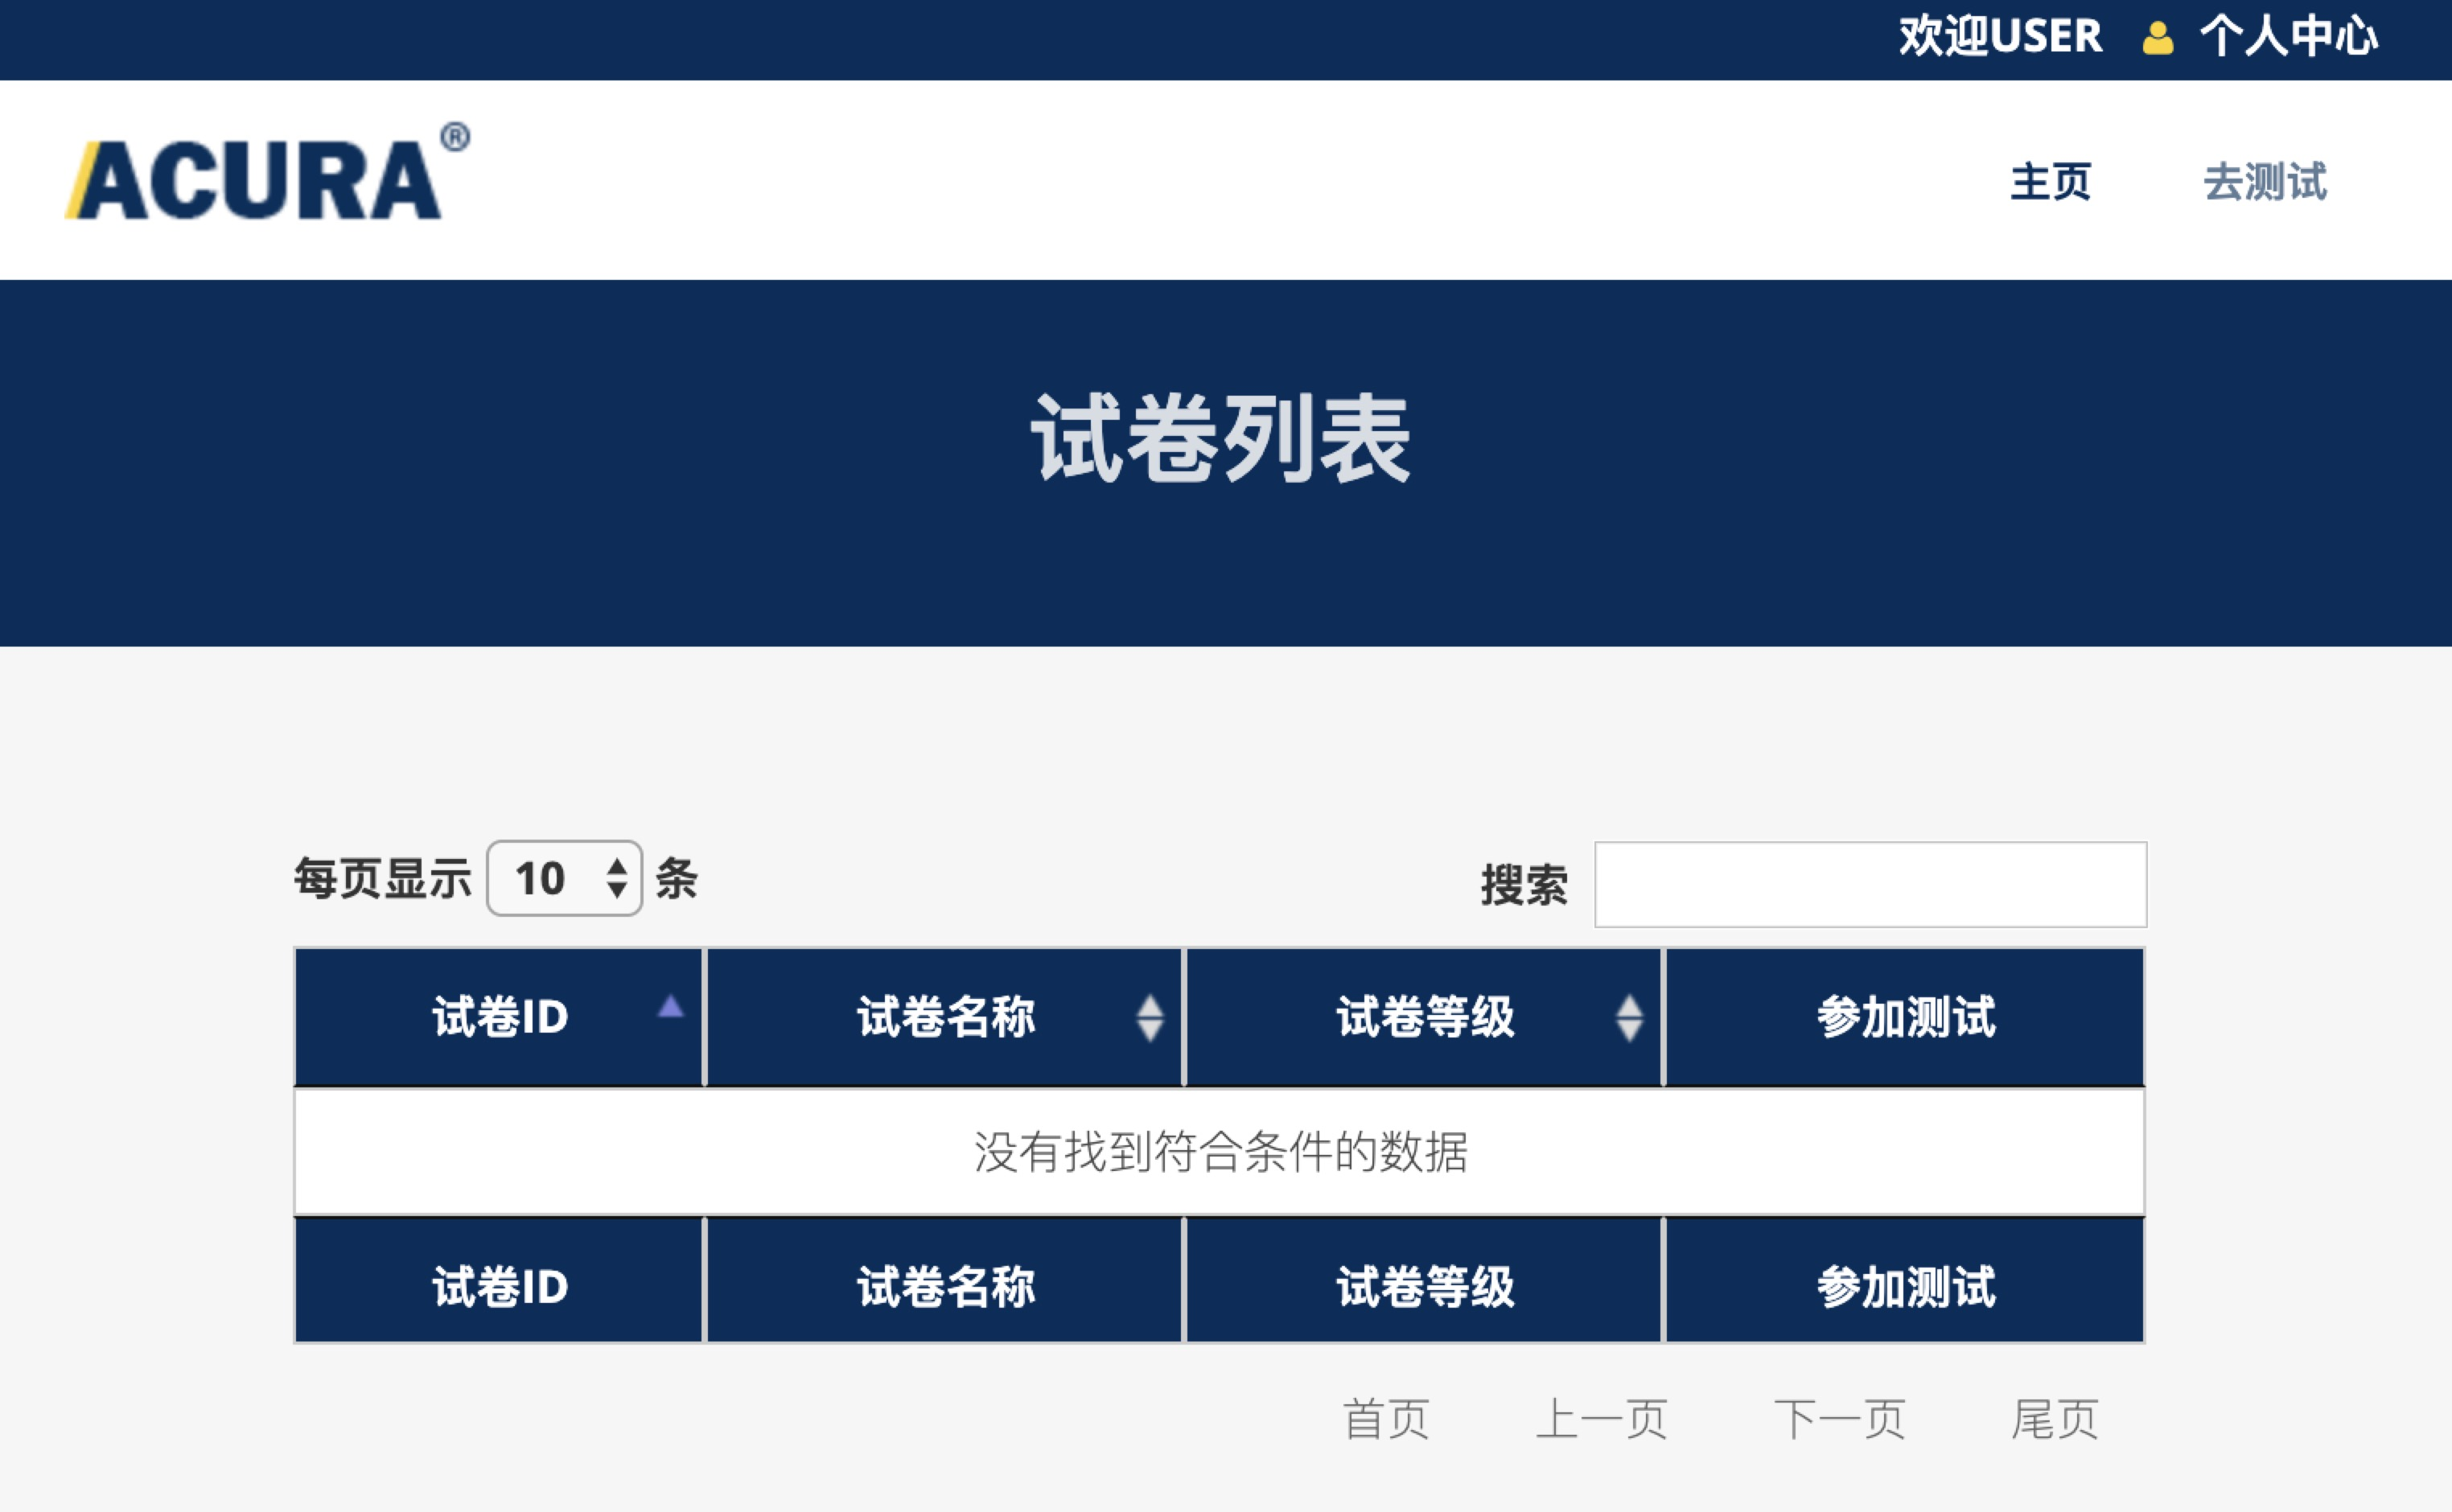 欢迎USER 个人中心
ACURA®
主页 去测试
试卷列表
每页显示 10 条 搜索
试卷ID 试卷名称 试卷等级 参加测试
没有找到符合条件的数据
试卷ID 试卷名称 试卷等级 参加测试
首页 上一页 下一页 尾页